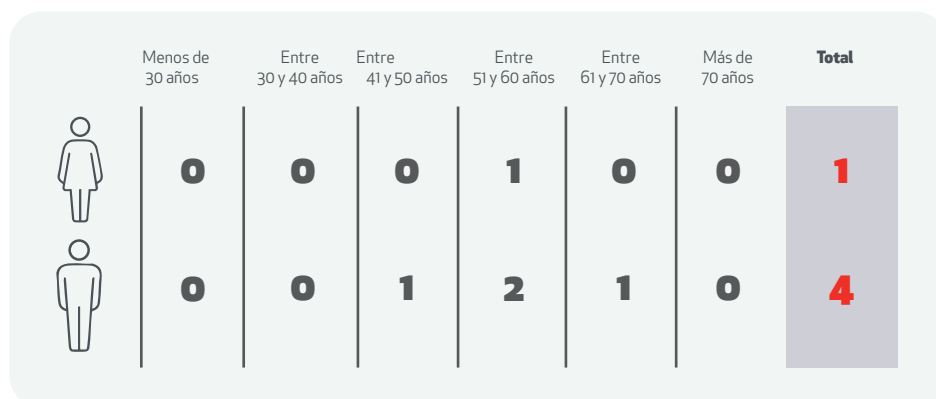 Menos de
30 años
Entre
30 y 40 años
Entre
41 y 50 años
Entre
51 y 60 años
Entre
61 y 70 años
Más de
70 años
Total
0 0 0 1 0 0 1
0 0 1 2 1 0 4